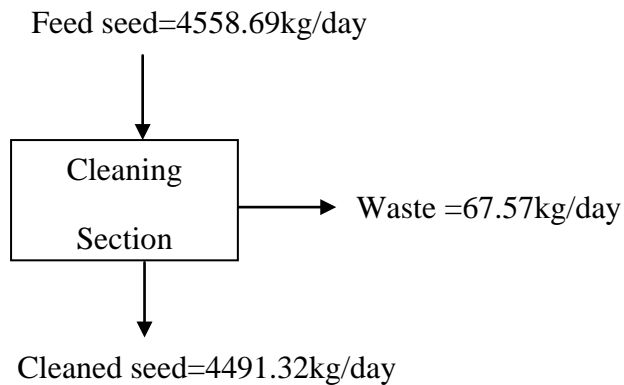 Feed seed=4558.69kg/day
Cleaning
Section
Waste =67.57kg/day
Cleaned seed=4491.32kg/day